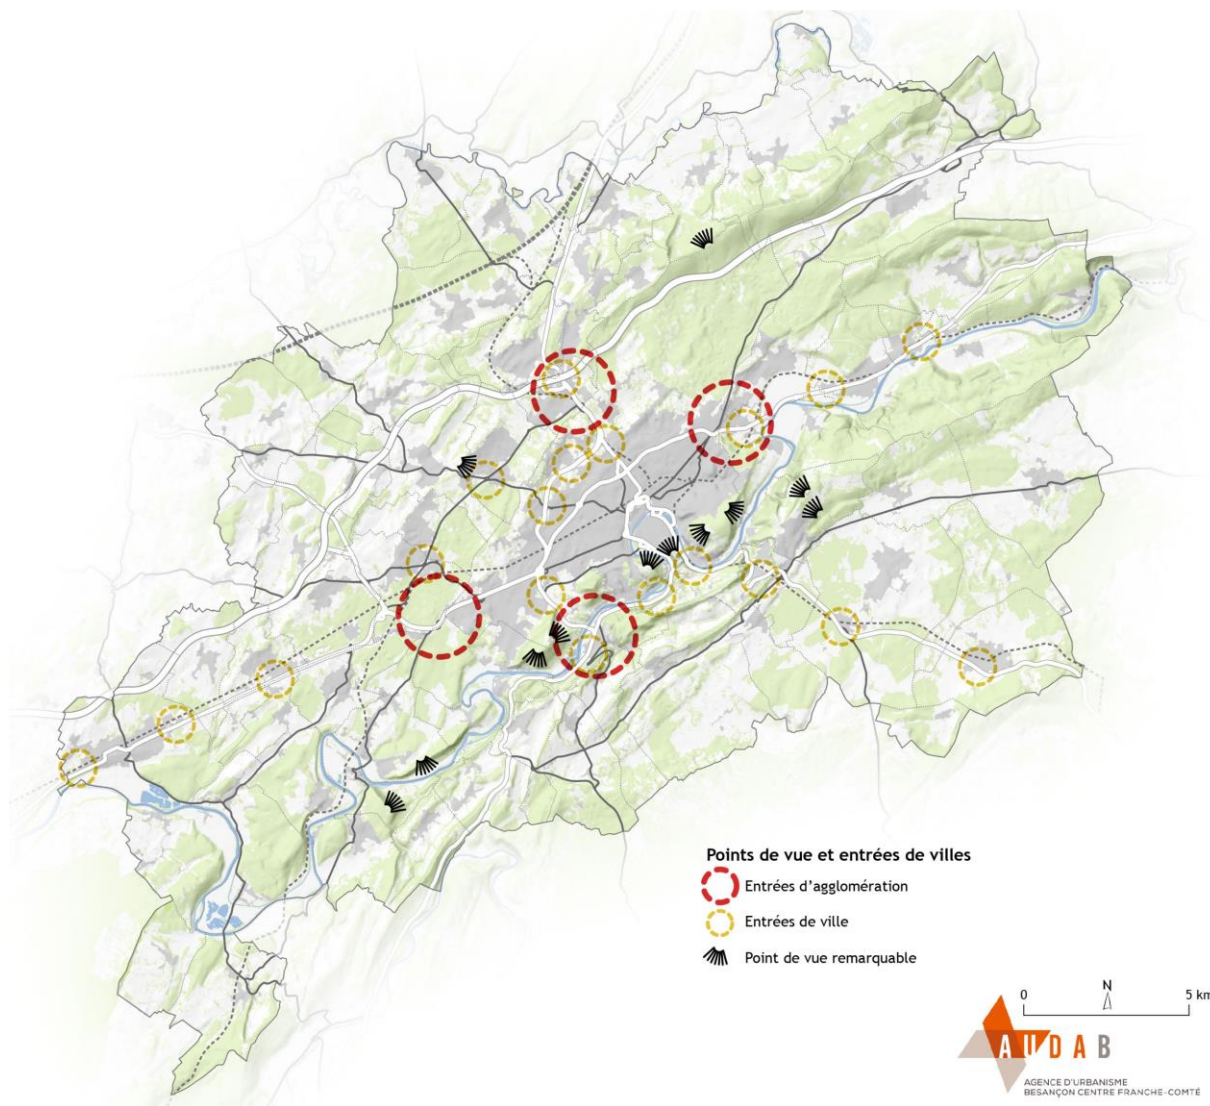 Points de vue et entrées de villes
Entrées d'agglomération
Entrées de ville
Point de vue remarquable
N
0 5 km
AUDAB
AGENCE D'URBANISME
BESANÇON CENTRE FRANCHE-COMTÉ